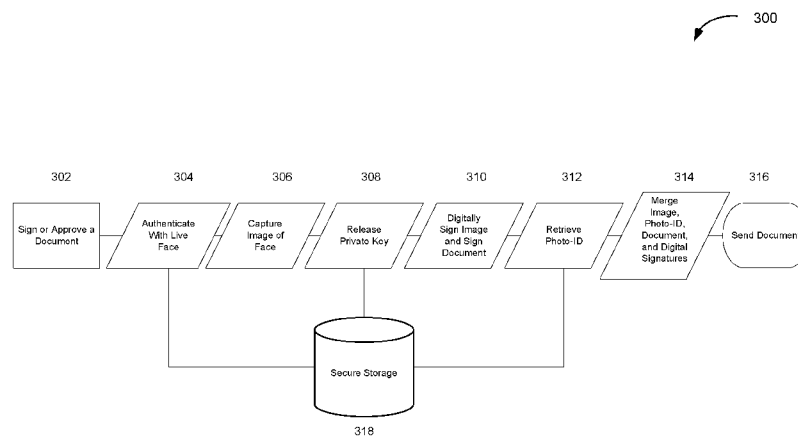 300
302
304
306
308
310
312
314
316
Sign or Approve a
Document
Authenticate
With Live
Face
Capture
Image of
Face
Release
Private Key
Digitally
Sign Image
and Sign
Document
Retrieve
Photo-ID
Merge
Image,
Photo-ID,
Document,
and Digital
Signatures
Send Documen
Secure Storage
318